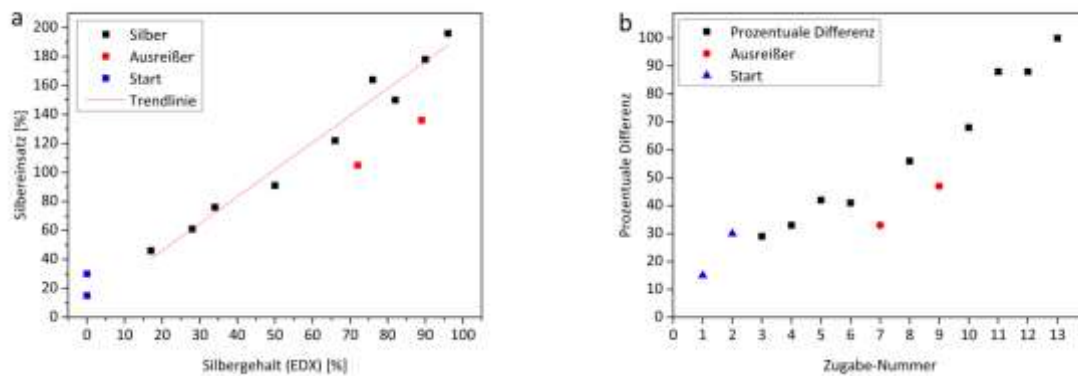 a
Silber
Ausreißer
Start
Trendlinie
Silbereinsatz [%]
200
180
160
140
120
100
80
60
40
20
0
0 10 20 30 40 50 60 70 80 90 100
Silbergehalt (EDX) [%]
b
Prozentuale Differenz
Ausreißer
Start
Prozentuale Differenz
100
90
80
70
60
50
40
30
20
10
0
0 1 2 3 4 5 6 7 8 9 10 11 12 13
Zugabe-Nummer